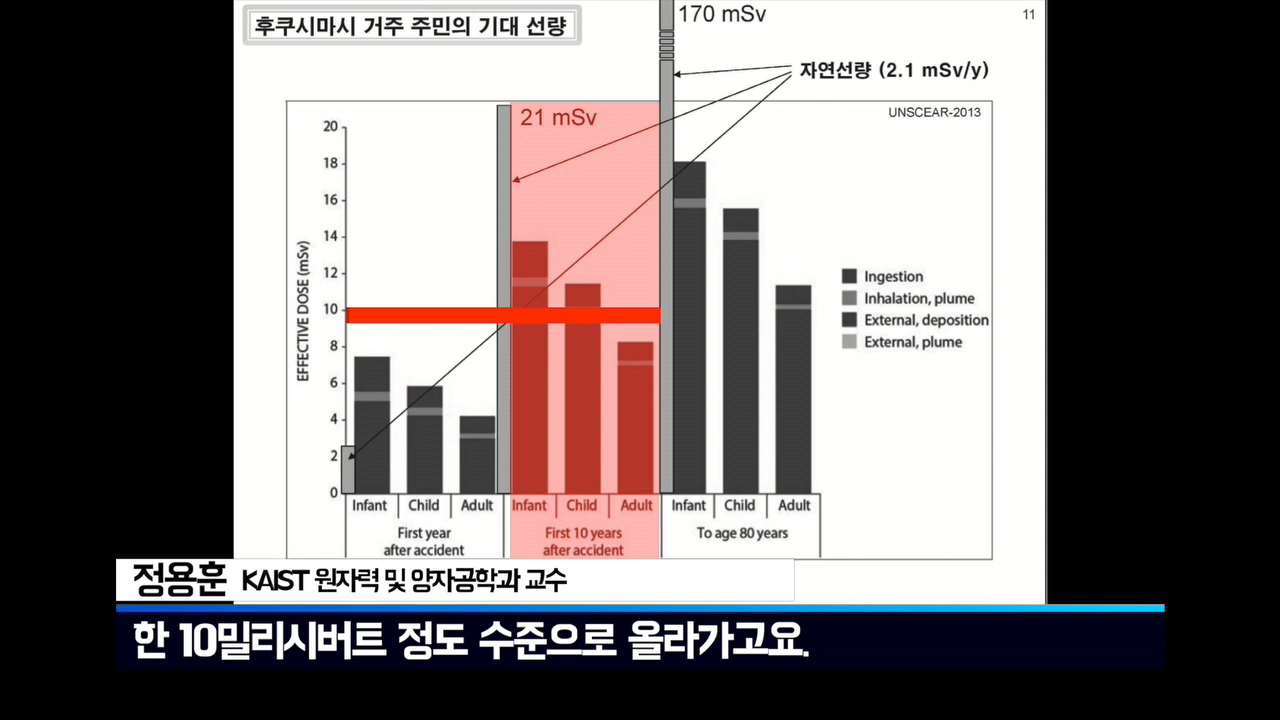 후쿠시마시 거주 주민의 기대 선량
170 mSv
11
자연선량 (2.1 mSv/y)
21 mSv
UNSCEAR-2013
EFFECTIVE DOSE (mSv)
20
18
16
14
12
10
8
6
4
2
0
Ingestion
Inhalation, plume
External, deposition
External, plume
Infant Child Adult Infant Child Adult Infant Child Adult
First year after accident
First 10 years after accident
To age 80 years
정용훈 KAIST 원자력 및 양자공학과 교수
한 10밀리시버트 정도 수준으로 올라가고요.